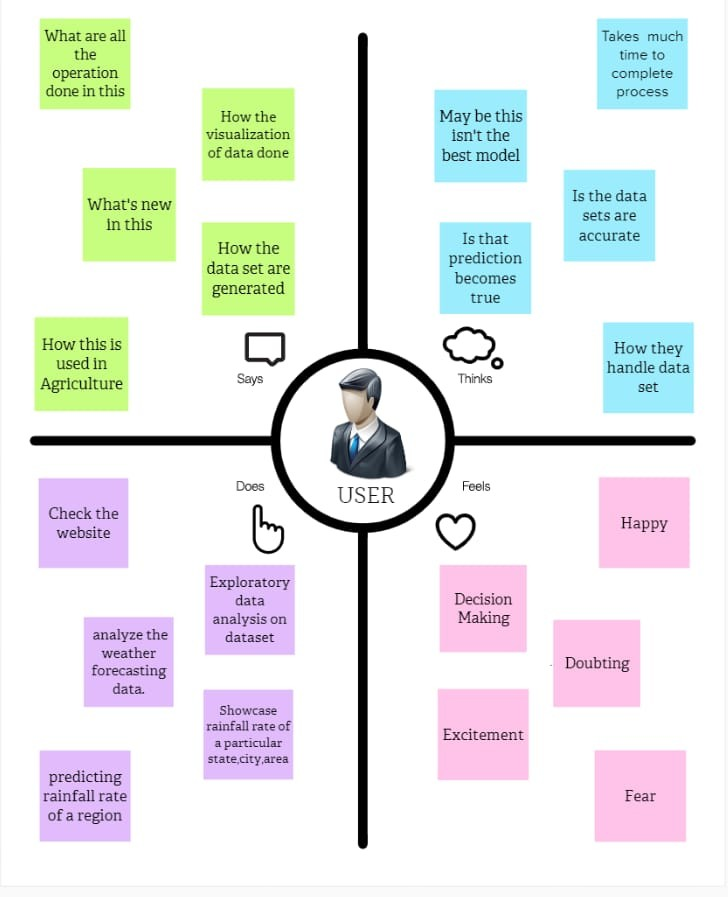 What are all
the
operation
done in this
How the
visualization
of data done
What's new
in this
How the
data set are
generated
How this is
used in
Agriculture
Says
Takes much
time to
complete
process
May be this
isn't the
best model
Is the data
sets are
accurate
Is that
prediction
becomes
true
How they
handle data
set
Thinks
USER
Does
Check the
website
Exploratory
data
analysis on
dataset
analyze the
weather
forecasting
data.
Showcase
rainfall rate of
a particular
state,city,area
predicting
rainfall rate
of a region
Feels
Happy
Decision
Making
Doubting
Excitement
Fear